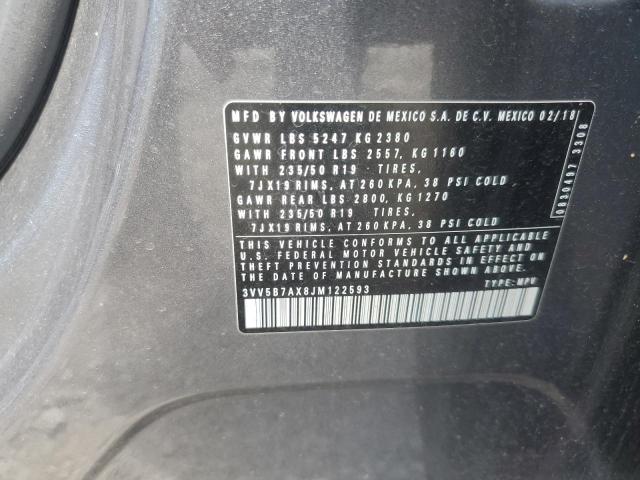 MFD BY VOLKSWAGEN DE MEXICO S.A. DE C.V. MEXICO 02/18
GVWR LBS 5247 KG 2380
GAWR FRONT LBS 2557, KG 1160
WITH 235/50 R19 TIRES,
7JX19 RIMS, AT 260 KPA, 38 PSI COLD
GAWR REAR LBS 2800, KG 1270
WITH 235/50 R19 TIRES,
7JX19 RIMS, AT 260 KPA, 38 PSI COLD
THIS VEHICLE CONFORMS TO ALL APPLICABLE
U.S. FEDERAL MOTOR VEHICLE SAFETY AND
THEFT PREVENTION STANDARDS IN EFFECT ON
THE DATE OF MANUFACTURE SHOWN ABOVE.
3VV5B7AX8JM122593
TYPE: MPV
0830497 3308